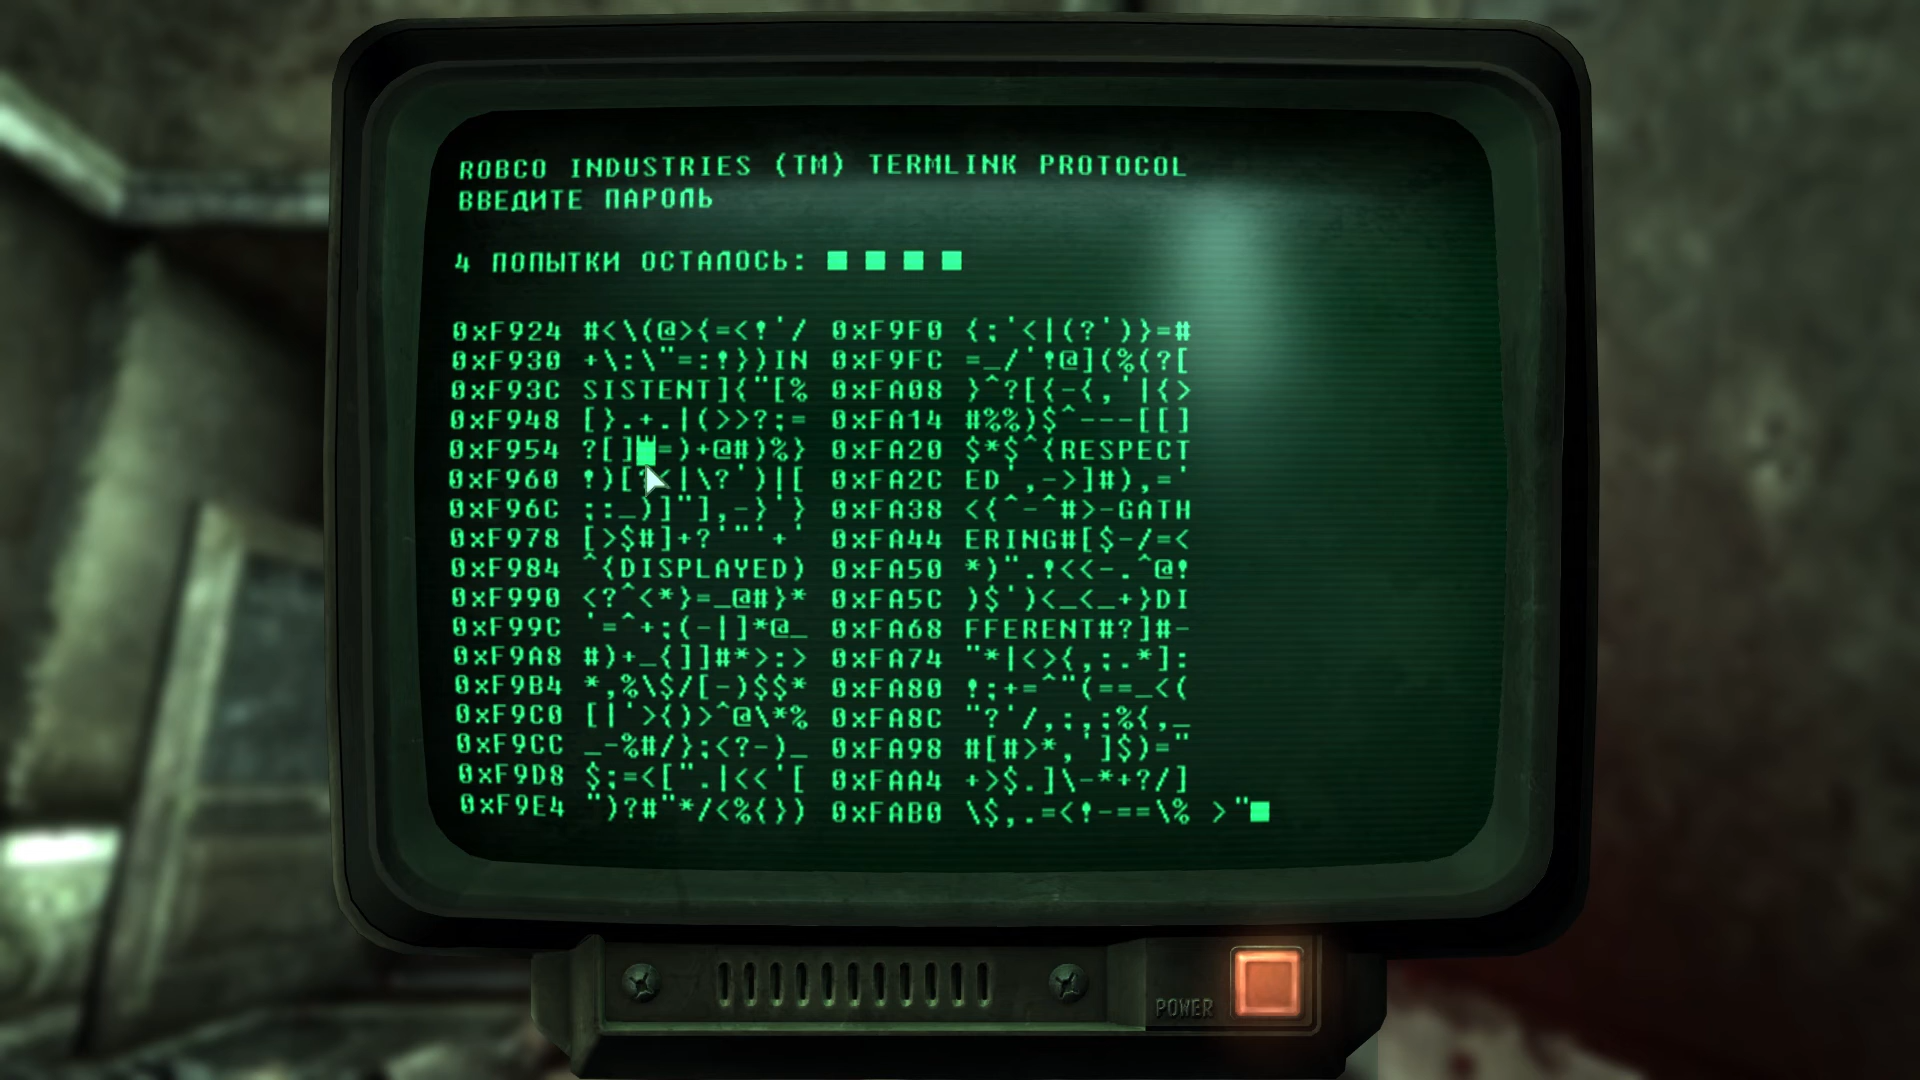 ROBCO INDUSTRIES (TM) TERMLINK PROTOCOL
ВВЕДИТЕ ПАРОЛЬ
4 ПОПЫТКИ ОСТАЛОСЬ: ■ ■ ■ ■
0xF924 #<\(@>{=<!'/ 0xF9F0 {;'<|(?')}=#
0xF930 +\:\"=:!})IN 0xF9FC =_/'!@](%(?[
0xF93C SISTENT]{"[% 0xFA08 }^?[{-{,'|{>
0xF948 [}.+.|(>>?;= 0xFA14 #%%)$^---[[]
0xF954 ?[]"=)+@#)%} 0xFA20 $*$^{RESPECT
0xF960 !)[?<|\?')|[ 0xFA2C ED',->]#),='
0xF96C ;:_)]"],-}'} 0xFA38 <{^-^#>-GATH
0xF978 [>$#]+?'"'+' 0xFA44 ERING#[$-/=<
0xF984 ^{DISPLAYED) 0xFA50 *)".!<<-.^@!
0xF990 <?^<*}=_@#}* 0xFA5C )$')<_<_+}DI
0xF99C '=^+;(-|]*@_ 0xFA68 FFERENT#?]#-
0xF9A8 #)+_{]]#*>:> 0xFA74 "*|<>{,;.*]:
0xF9B4 *,%\$/[-)$$* 0xFA80 !;+=^"(==_<(
0xF9C0 [|'>{)>^@\*% 0xFA8C "?'/,;,;%{,_
0xF9CC _-%#/};<?-)_ 0xFA98 #[#>*,']$)="
0xF9D8 $;=<[".|<<'[ 0xFAA4 +>$.]\-*+?/]
0xF9E4 ")?#"*/<%{}) 0xFAB0 \$,.=<!-==\% >"■
POWER